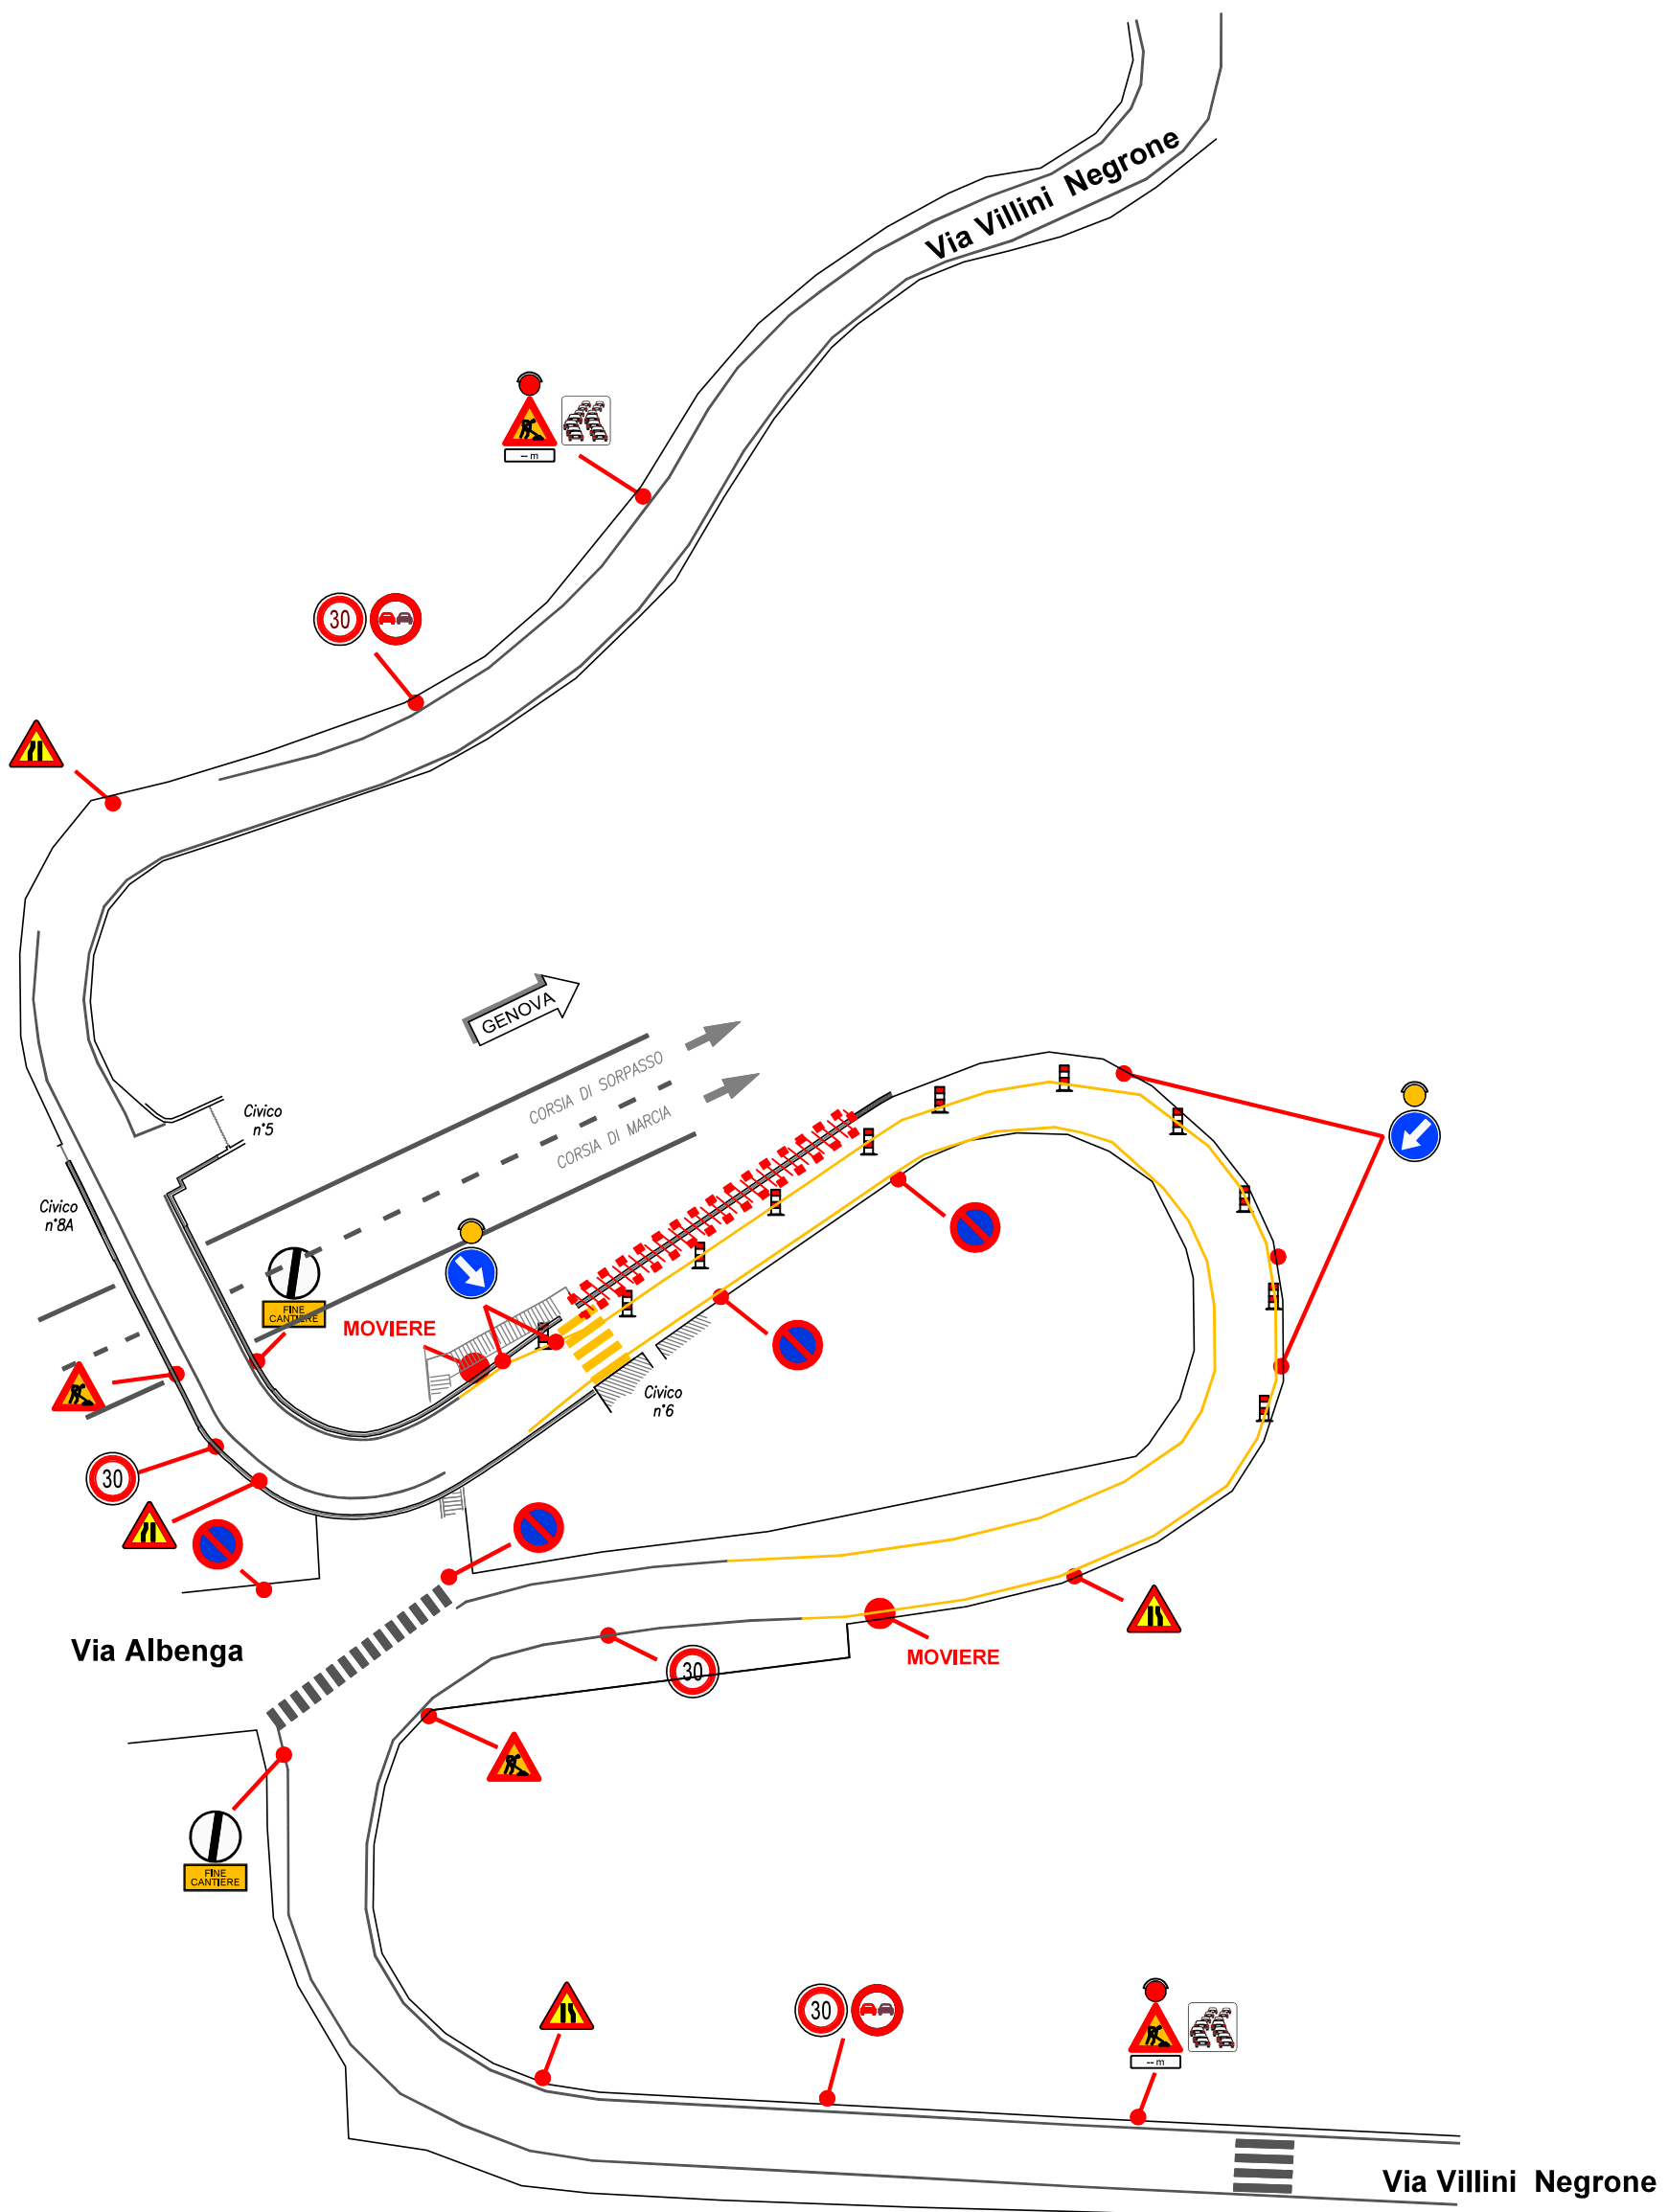 Via Villini Negrone
-- m
30
GENOVA
CORSIA DI SORPASSO
CORSIA DI MARCIA
Civico
n°5
Civico
n°8A
FINE
CANTIERE
MOVIERE
Civico
n°6
30
Via Albenga
MOVIERE
30
FINE
CANTIERE
30
-- m
Via Villini Negrone